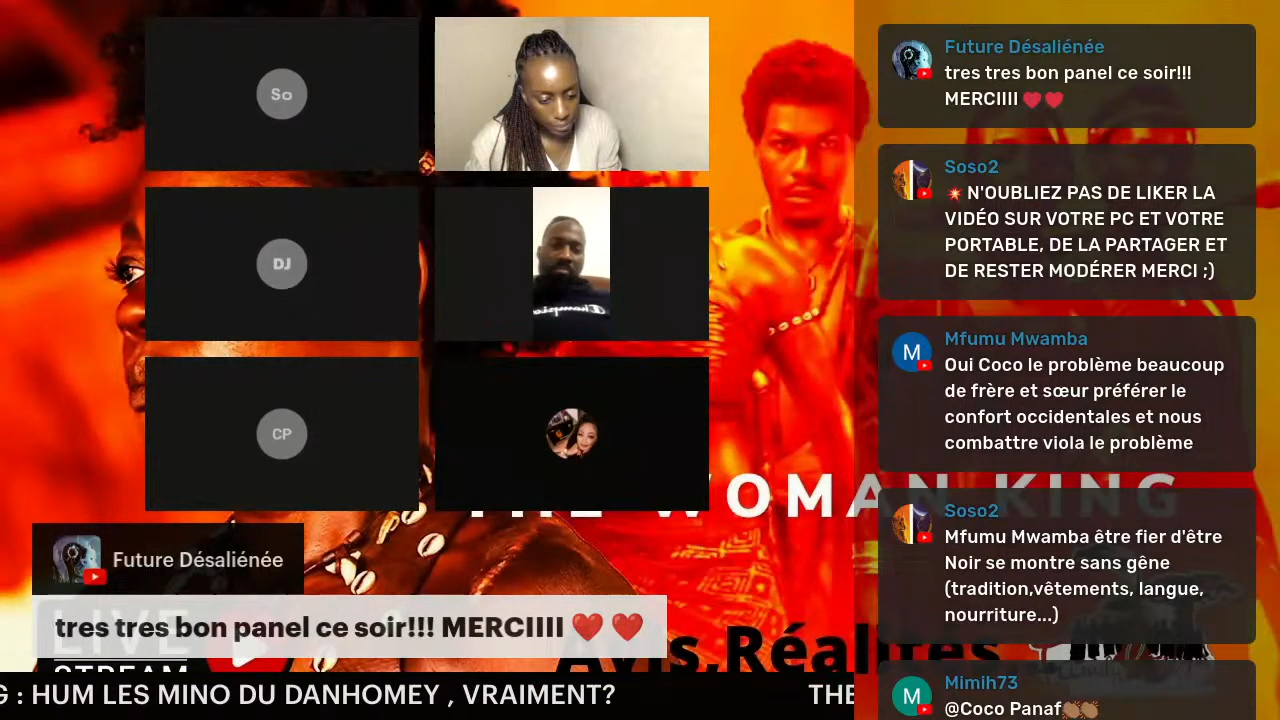 So
DJ
CP
Champion
THE WOMAN KING
Future Désaliénée
tres tres bon panel ce soir!!! MERCIIII ❤️ ❤️
LIVE
STREAM
Avis,Réalités
G : HUM LES MINO DU DANHOMEY , VRAIMENT?
THE
Future Désaliénée
tres tres bon panel ce soir!!!
MERCIIII ❤️ ❤️
Soso2
💥 N'OUBLIEZ PAS DE LIKER LA
VIDÉO SUR VOTRE PC ET VOTRE
PORTABLE, DE LA PARTAGER ET
DE RESTER MODÉRER MERCI ;)
M
Mfumu Mwamba
Oui Coco le problème beaucoup
de frère et sœur préférer le
confort occidentales et nous
combattre viola le problème
Soso2
Mfumu Mwamba être fier d'être
Noir se montre sans gêne
(tradition,vêtements, langue,
nourriture...)
M
Mimih73
@Coco Panaf👏🏽👏🏽